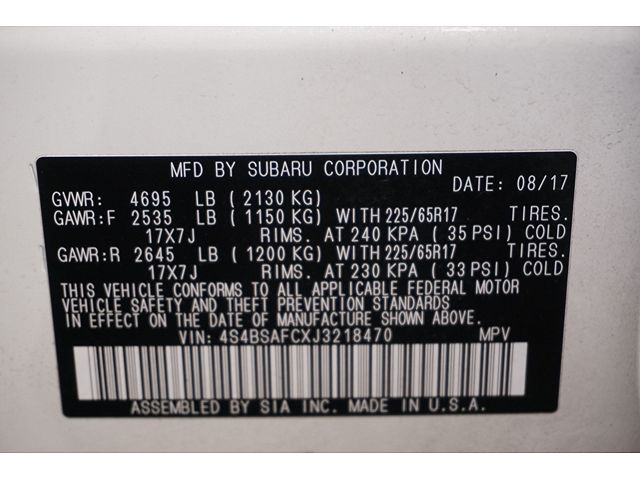 MFD BY SUBARU CORPORATION
DATE: 08/17
GVWR: 4695 LB ( 2130 KG)
GAWR:F 2535 LB ( 1150 KG) WITH 225/65R17 TIRES.
17X7J RIMS. AT 240 KPA ( 35 PSI) COLD
GAWR:R 2645 LB ( 1200 KG) WITH 225/65R17 TIRES.
17X7J RIMS. AT 230 KPA ( 33 PSI) COLD
THIS VEHICLE CONFORMS TO ALL APPLICABLE FEDERAL MOTOR
VEHICLE SAFETY AND THEFT PREVENTION STANDARDS
IN EFFECT ON THE DATE OF MANUFACTURE SHOWN ABOVE.
VIN: 4S4BSAFCXJ3218470 MPV
ASSEMBLED BY SIA INC. MADE IN U.S.A.